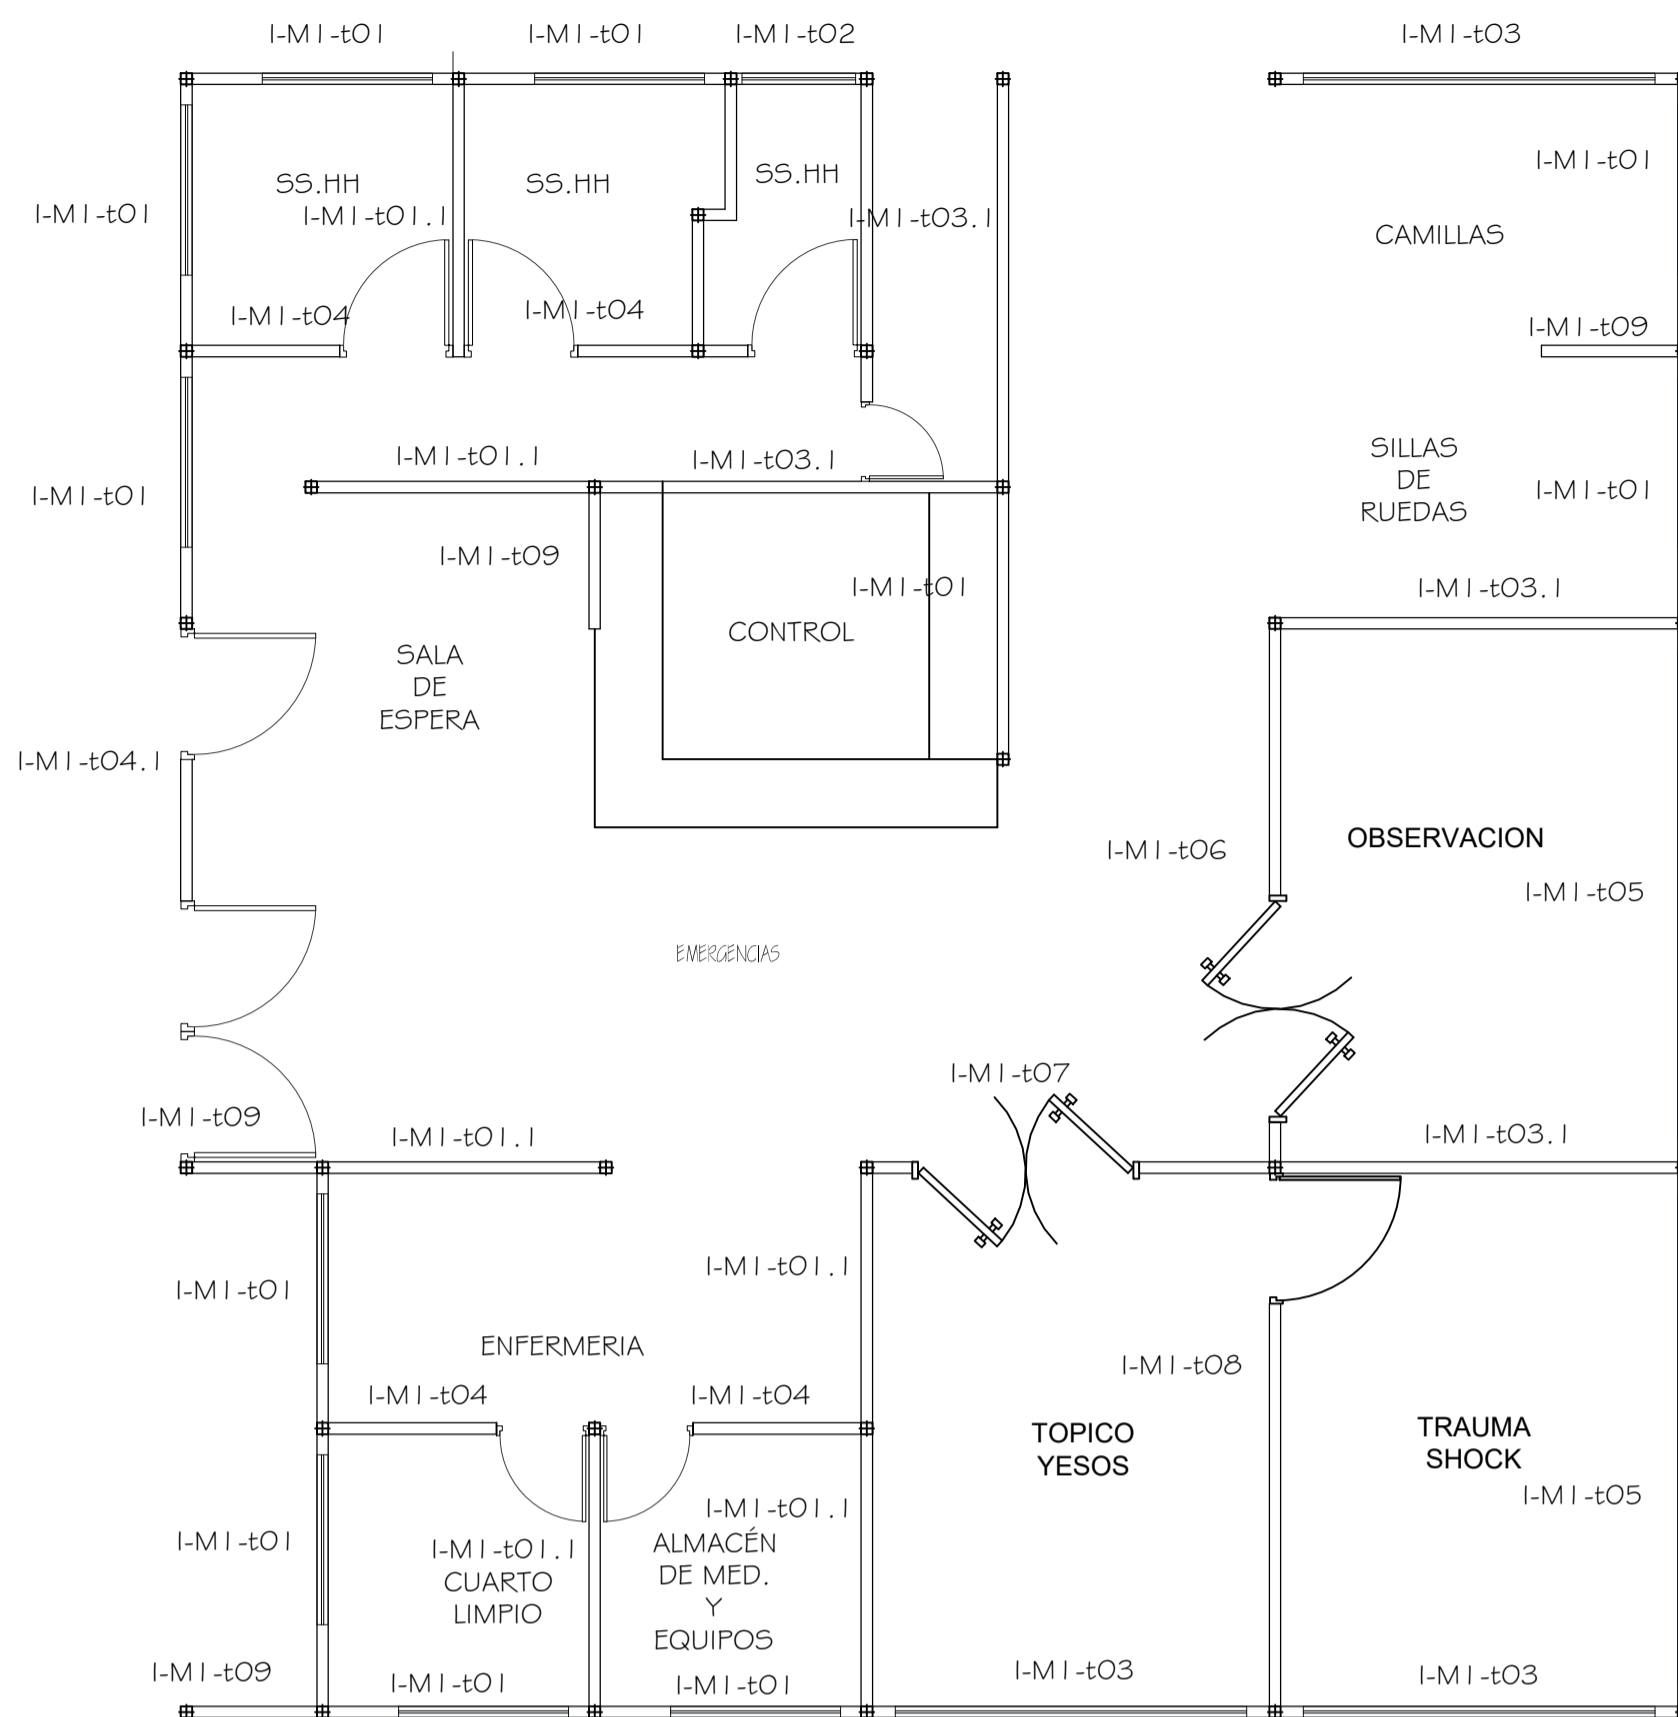 I-M1-t01
I-M1-t01
I-M1-t02
I-M1-t03
I-M1-t01
SS.HH
SS.HH
SS.HH
I-M1-t01
I-M1-t01.1
I-M1-t03.1
CAMILLAS
I-M1-t04
I-M1-t04
I-M1-t09
I-M1-t01.1
I-M1-t03.1
SILLAS
DE
RUEDAS
I-M1-t01
I-M1-t01
I-M1-t09
I-M1-t01
I-M1-t03.1
CONTROL
SALA
DE
ESPERA
I-M1-t04.1
I-M1-t06
OBSERVACION
I-M1-t05
EMERGENCIAS
I-M1-t07
I-M1-t09
I-M1-t01.1
I-M1-t03.1
I-M1-t01
I-M1-t01.1
ENFERMERIA
I-M1-t08
I-M1-t04
I-M1-t04
TOPICO
YESOS
TRAUMA
SHOCK
I-M1-t05
I-M1-t01
I-M1-t01.1
I-M1-t01.1
CUARTO
LIMPIO
ALMACÉN
DE MED.
Y
EQUIPOS
I-M1-t09
I-M1-t01
I-M1-t01
I-M1-t03
I-M1-t03